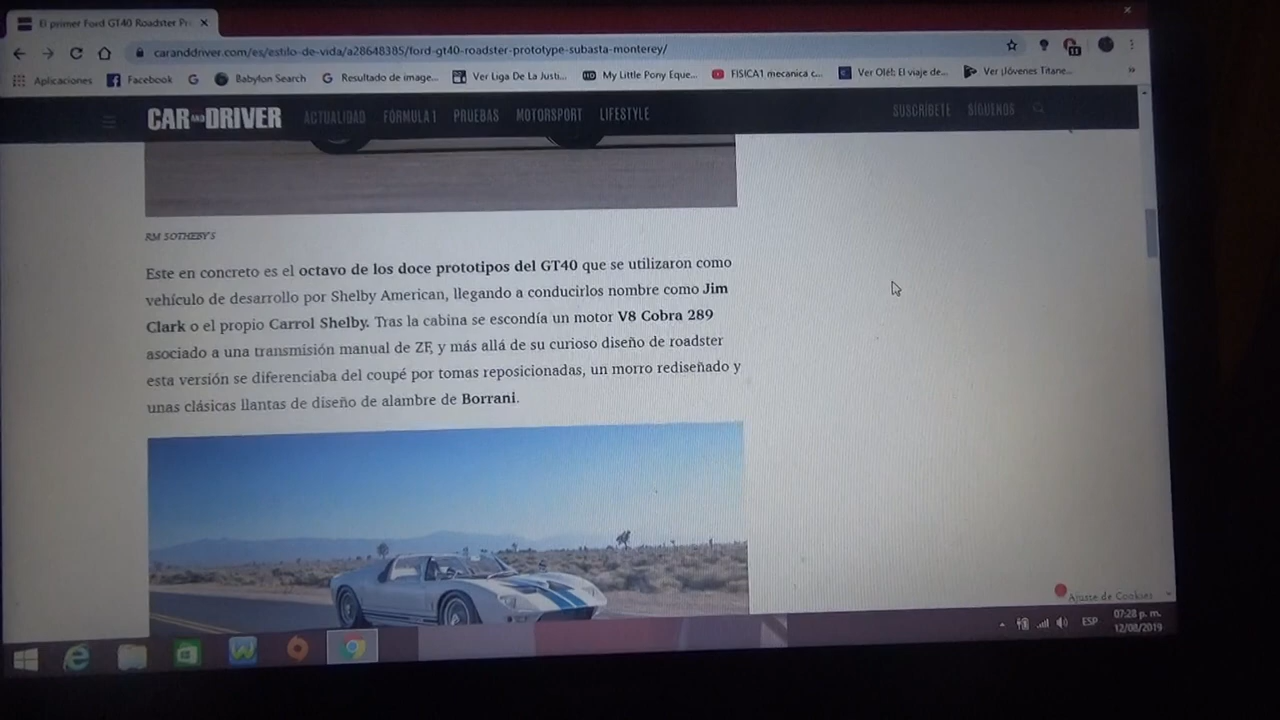 El primer Ford GT40 Roadster Pr
caranddriver.com/es/estilo-de-vida/a28648385/ford-gt40-roadster-prototype-subasta-monterey/
Aplicaciones Facebook Babylon Search Resultado de image... Ver Liga De La Justi... My Little Pony Eque... FISICA1 mecanica c... Ver Olé!: El viaje de... Ver ¡Jóvenes Titane...
CAR AND DRIVER ACTUALIDAD FÓRMULA 1 PRUEBAS MOTORSPORT LIFESTYLE SUSCRÍBETE SÍGUENOS
RM SOTHEBY'S
Este en concreto es el octavo de los doce prototipos del GT40 que se utilizaron como
vehículo de desarrollo por Shelby American, llegando a conducirlos nombre como Jim
Clark o el propio Carrol Shelby. Tras la cabina se escondía un motor V8 Cobra 289
asociado a una transmisión manual de ZF, y más allá de su curioso diseño de roadster
esta versión se diferenciaba del coupé por tomas reposicionadas, un morro rediseñado y
unas clásicas llantas de diseño de alambre de Borrani.
Ajuste de Cookies
ESP 07:28 p. m.
12/08/2019